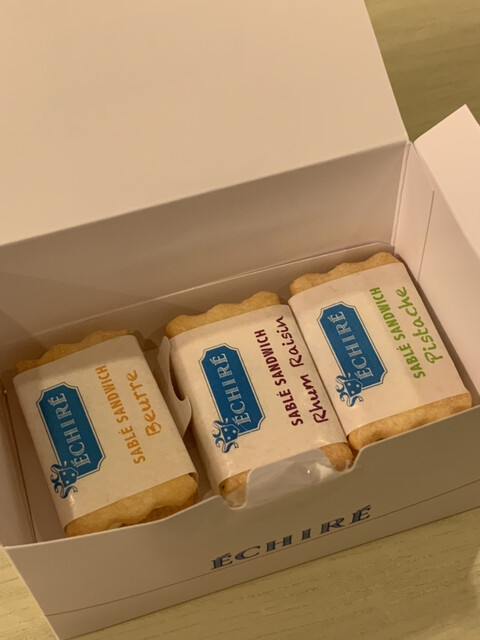 ÉCHIRÉ
SABLÉ SANDWICH
Beurre
ÉCHIRÉ
SABLÉ SANDWICH
Rhum Raisin
ÉCHIRÉ
SABLÉ SANDWICH
Pistache
ÉCHIRÉ